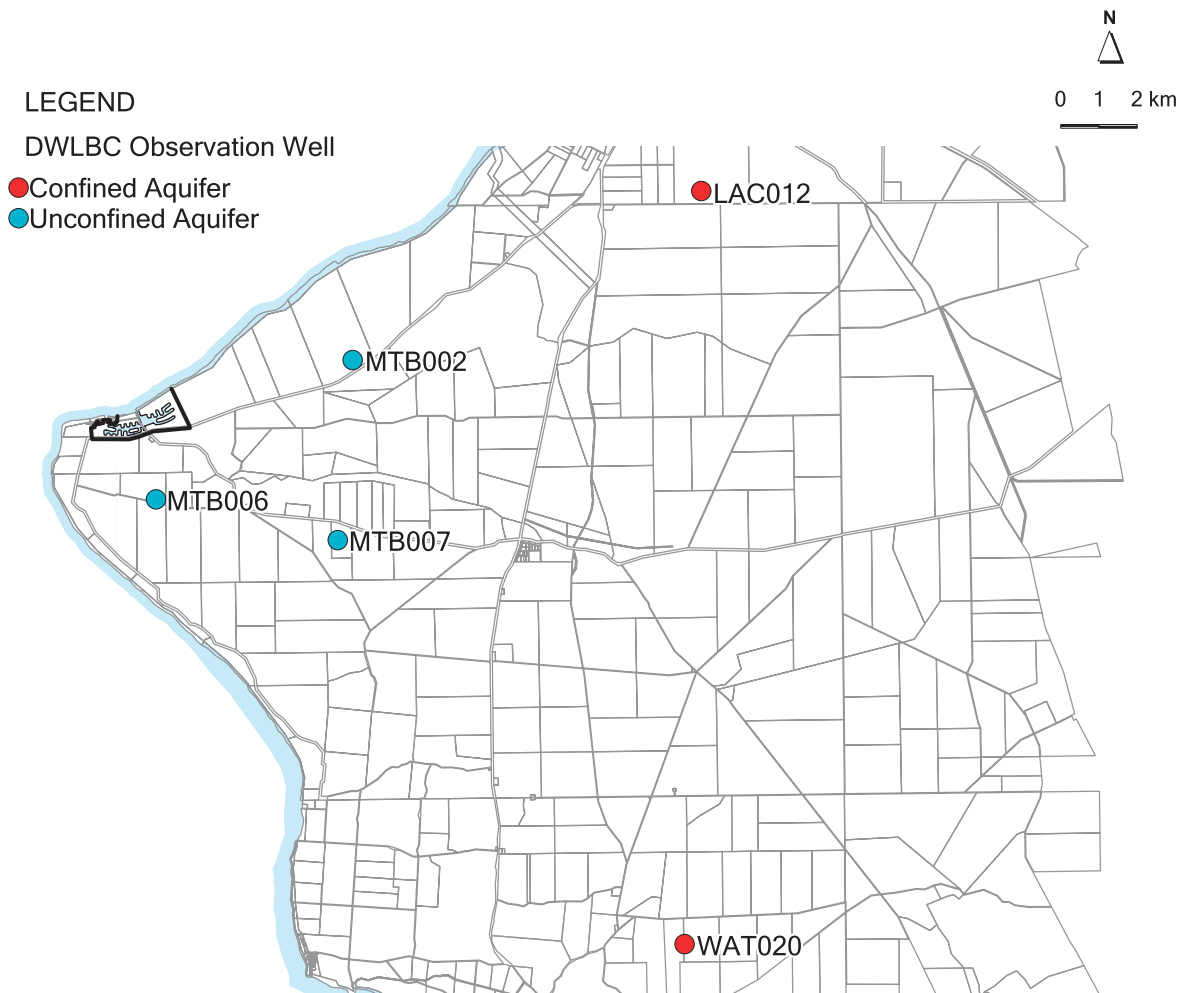 N
0 1 2 km
LEGEND
DWLBC Observation Well
Confined Aquifer
Unconfined Aquifer
LAC012
MTB002
MTB006
MTB007
WAT020